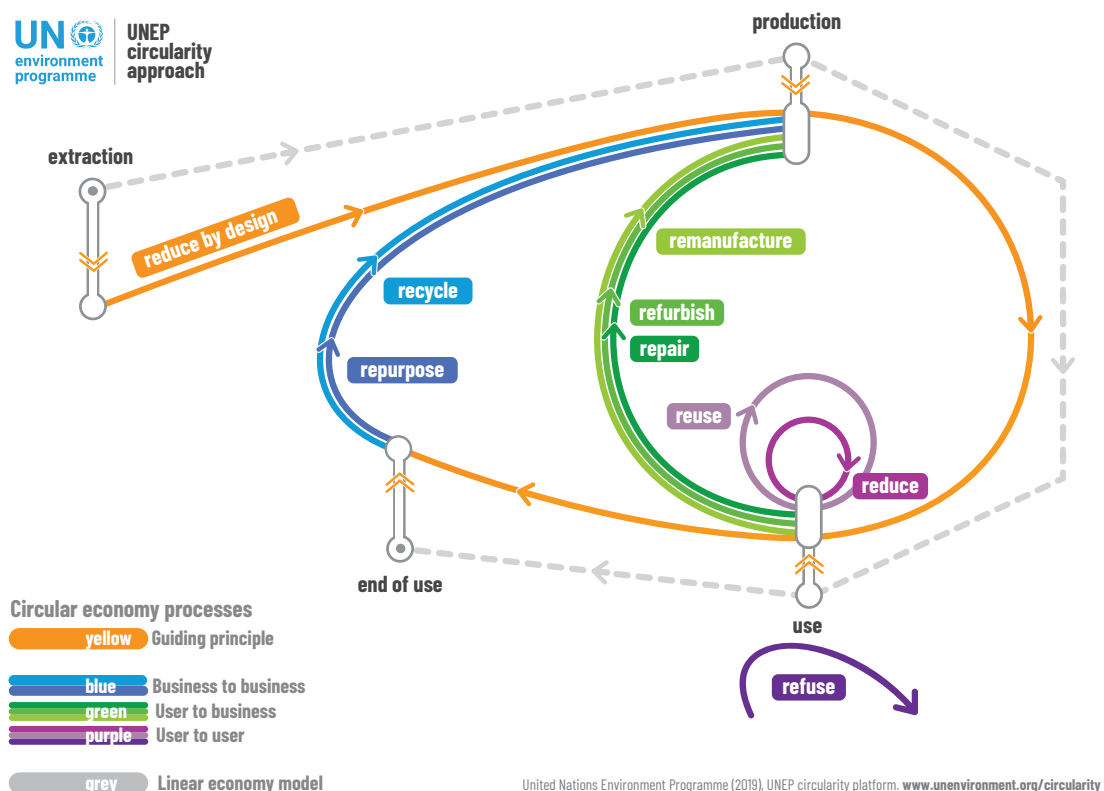 UN
environment
programme
UNEP
circularity
approach
production
extraction
reduce by design
remanufacture
recycle
refurbish
repair
repurpose
reuse
reduce
end of use
use
refuse
Circular economy processes
yellow Guiding principle
blue Business to business
green User to business
purple User to user
grey Linear economy model
United Nations Environment Programme (2019), UNEP circularity platform. www.unenvironment.org/circularity